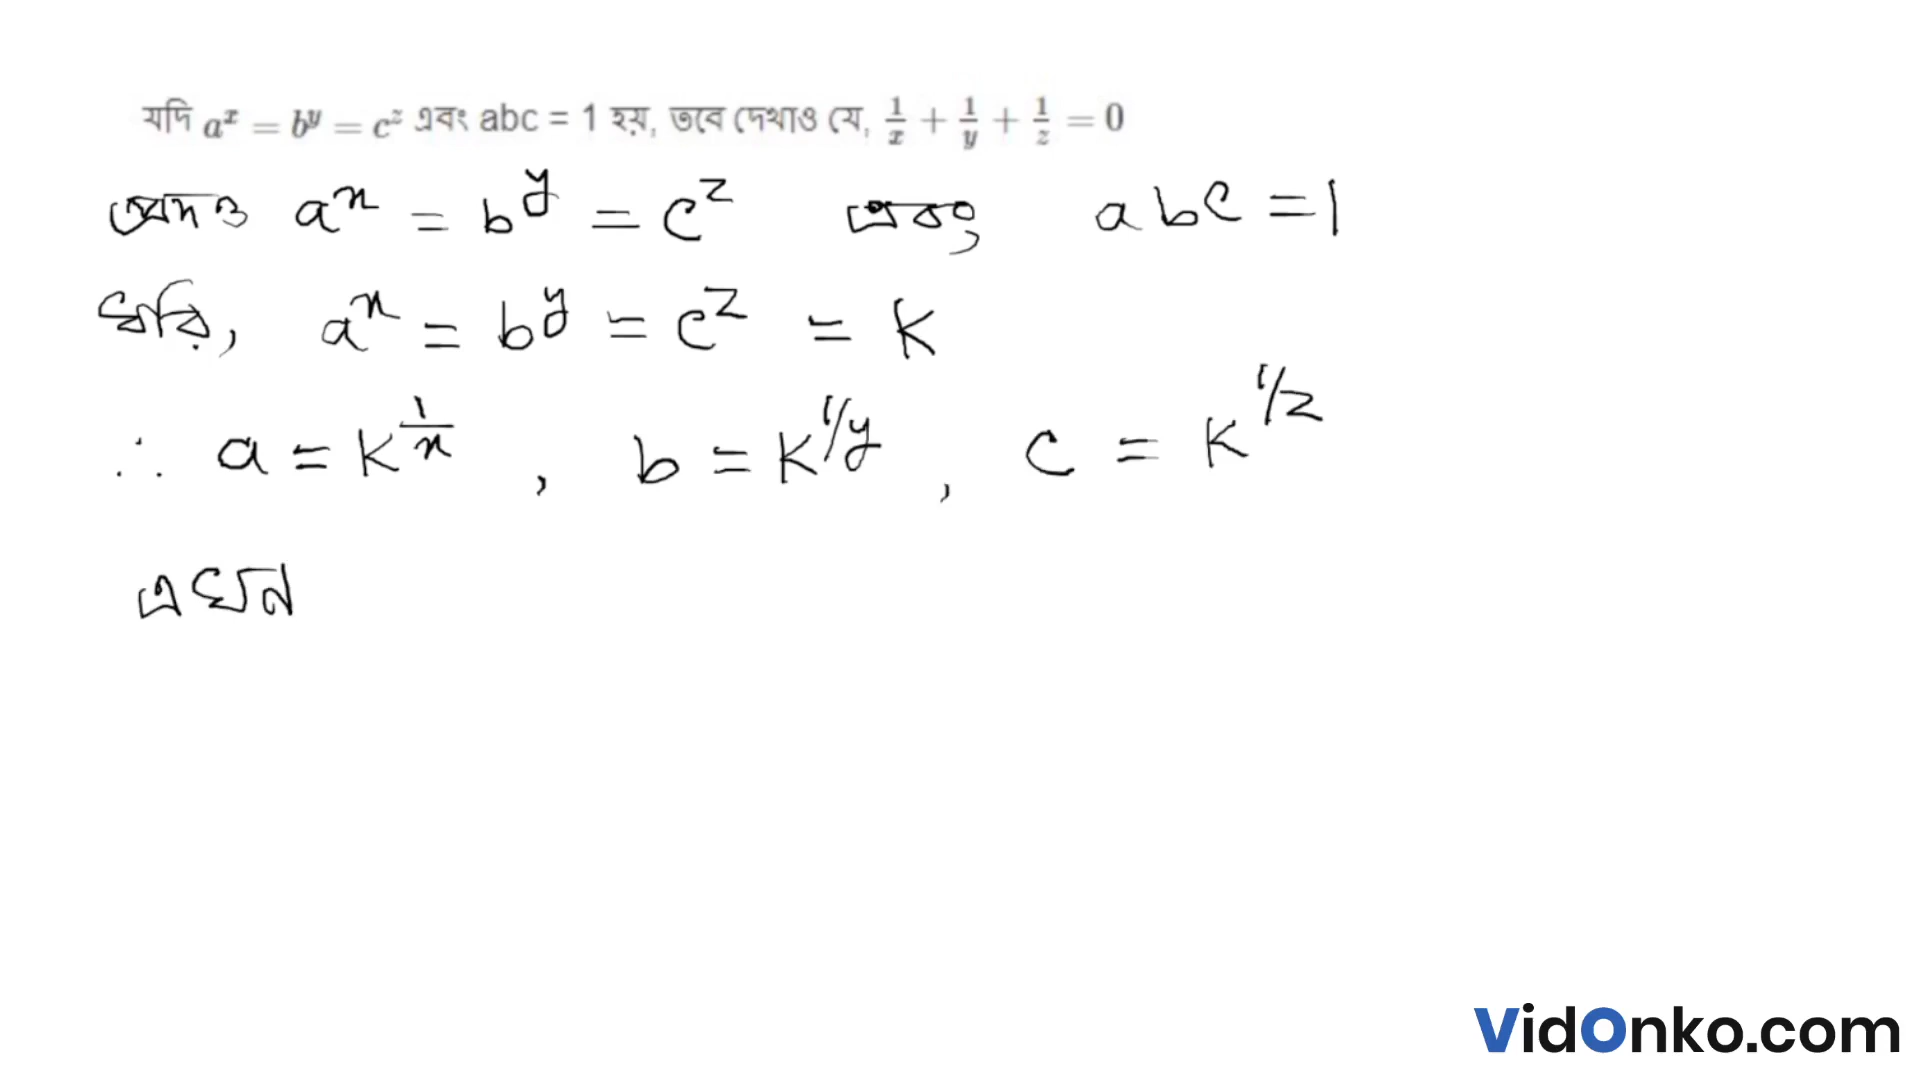 যদি a^x = b^y = c^z এবং abc = 1 হয়, তবে দেখাও যে, 1/x + 1/y + 1/z = 0
a^x = b^y = c^z এবং abc = 1
ধরি, a^x = b^y = c^z = K
∴ a = K^(1/x), b = K^(1/y), c = K^(1/z)
এখন
VidOnko.com